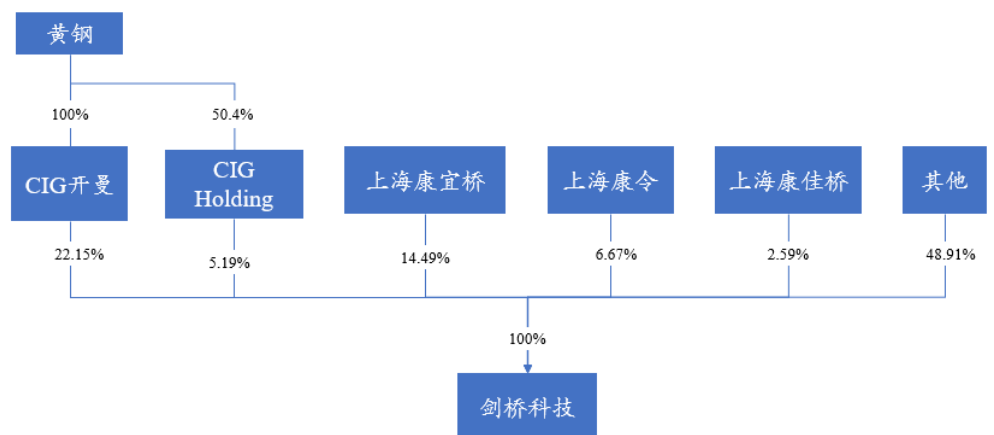 黄钢
100%
50.4%
CIG开曼
CIG
Holding
上海康宜桥
上海康令
上海康佳桥
其他
22.15%
5.19%
14.49%
6.67%
2.59%
48.91%
100%
剑桥科技